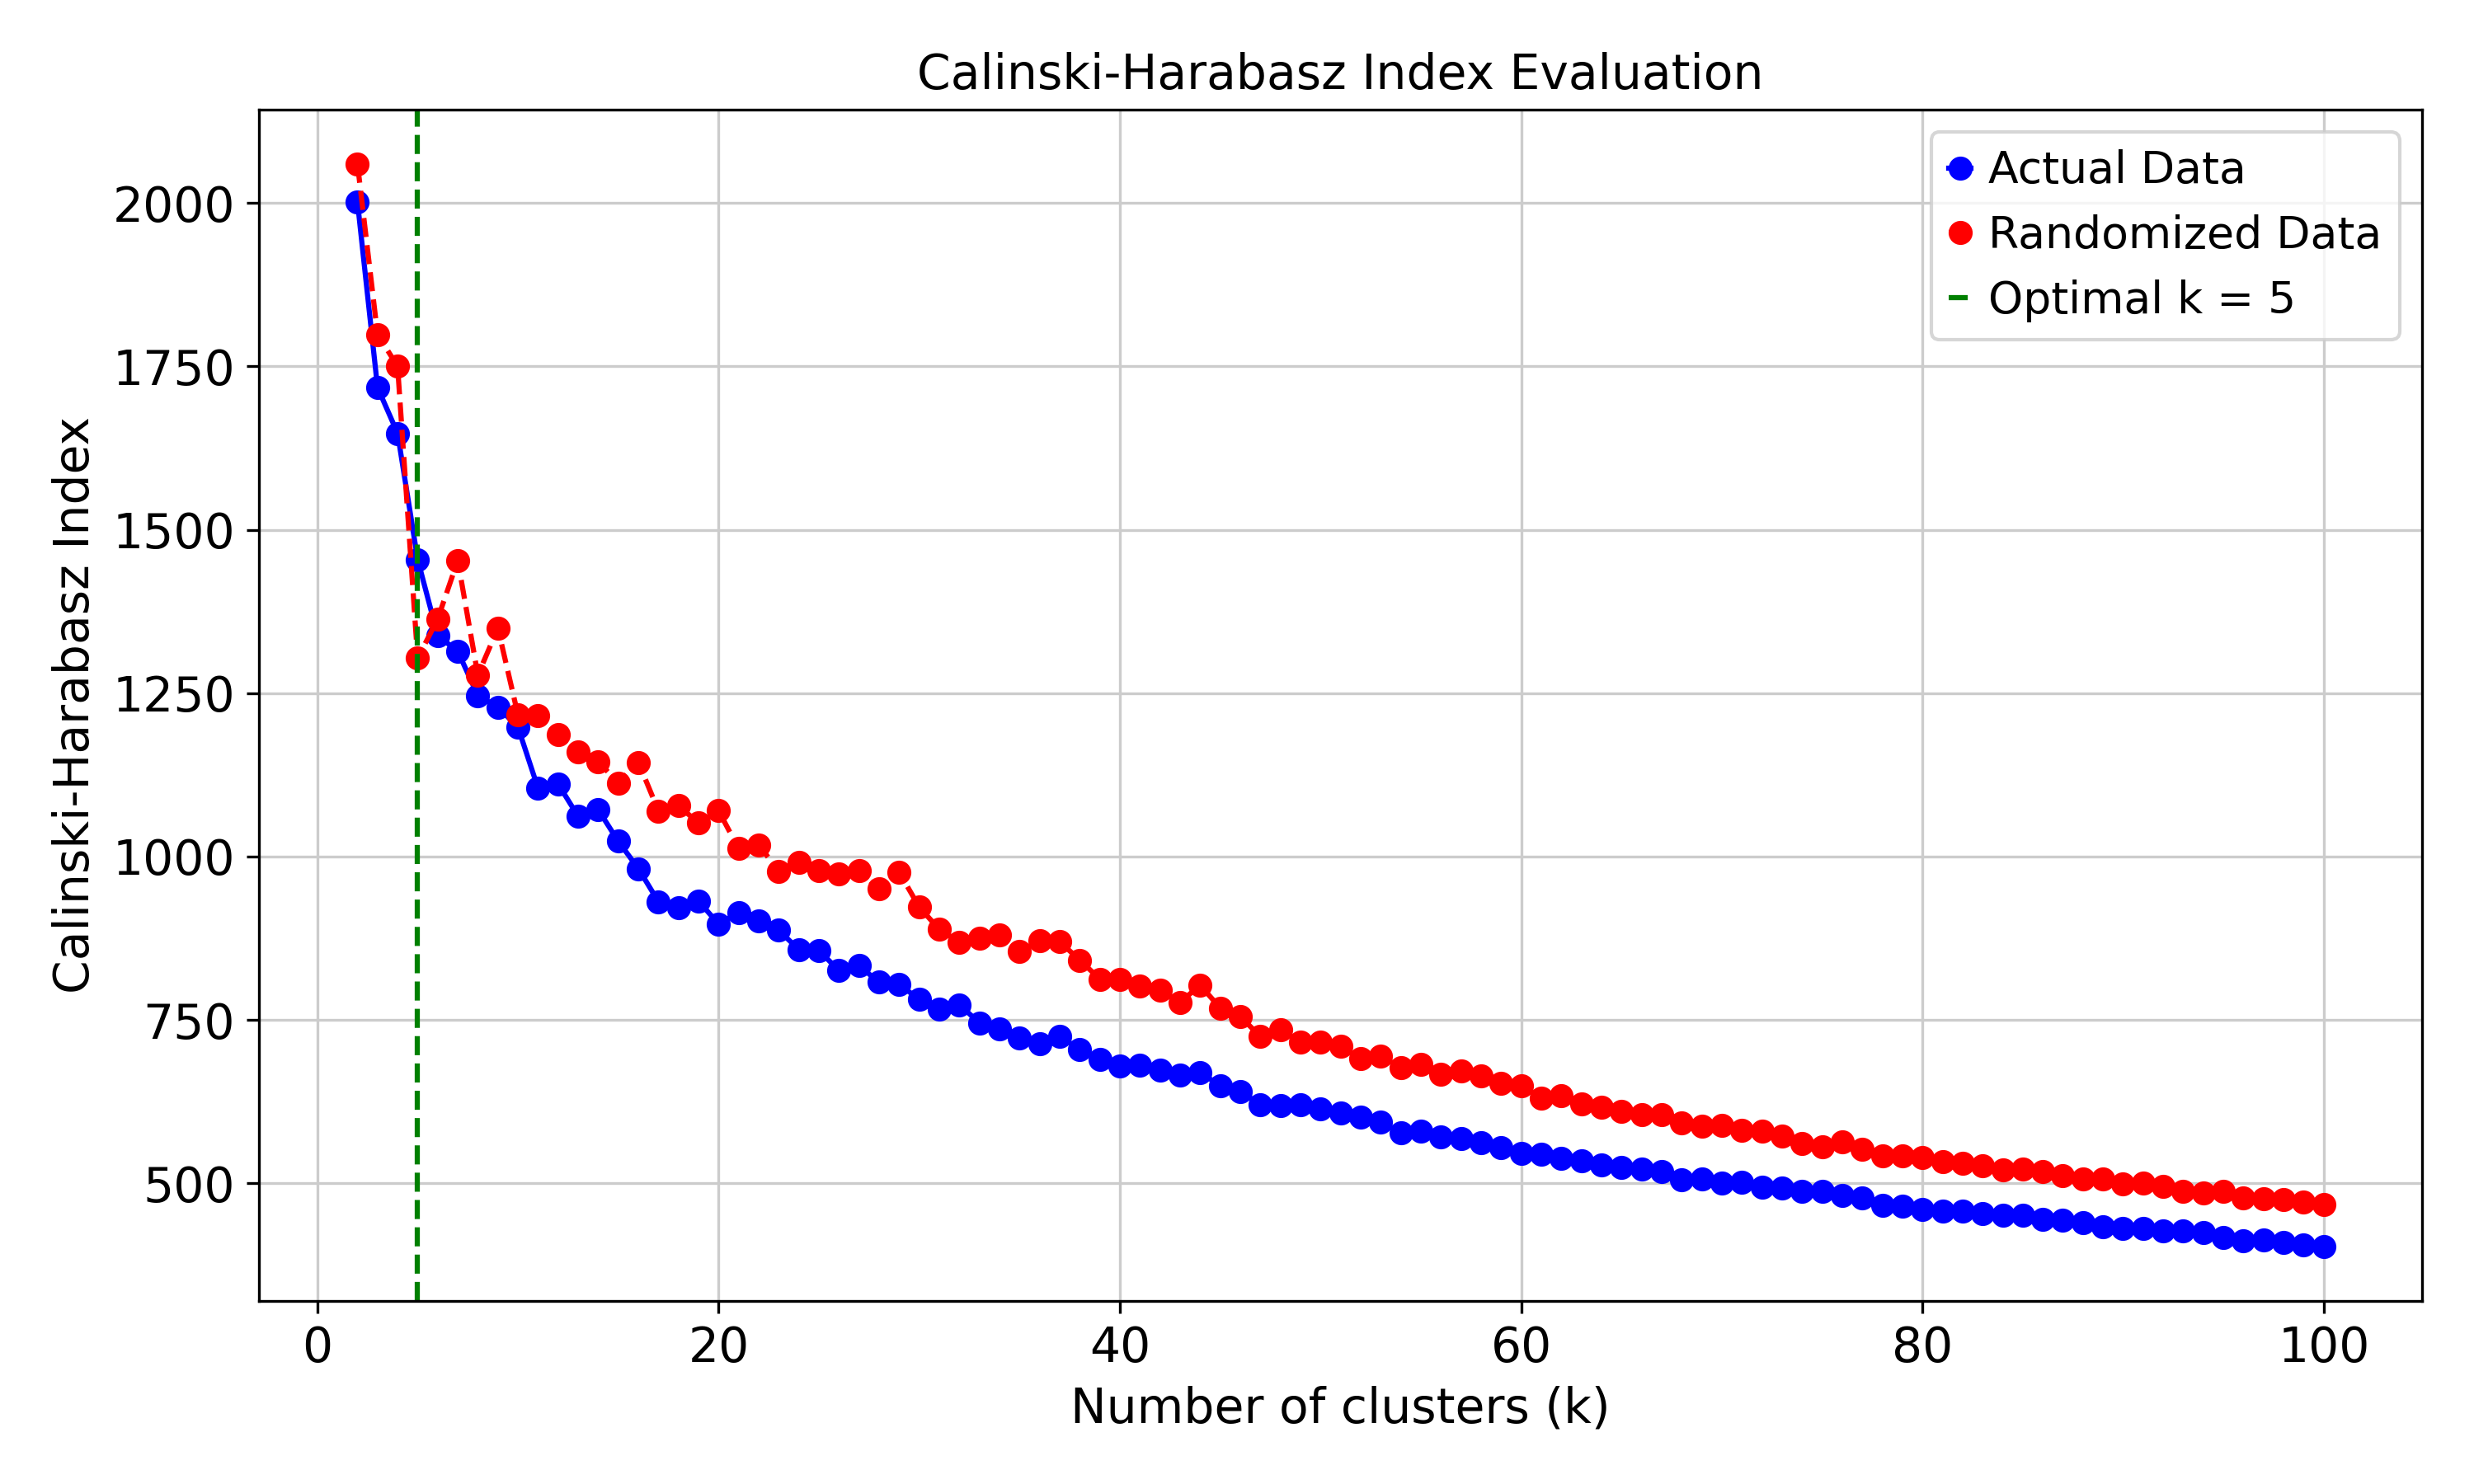 Calinski-Harabasz Index Evaluation
Calinski-Harabasz Index
2000
1750
1500
1250
1000
750
500
Actual Data
Randomized Data
Optimal k = 5
0 20 40 60 80 100
Number of clusters (k)